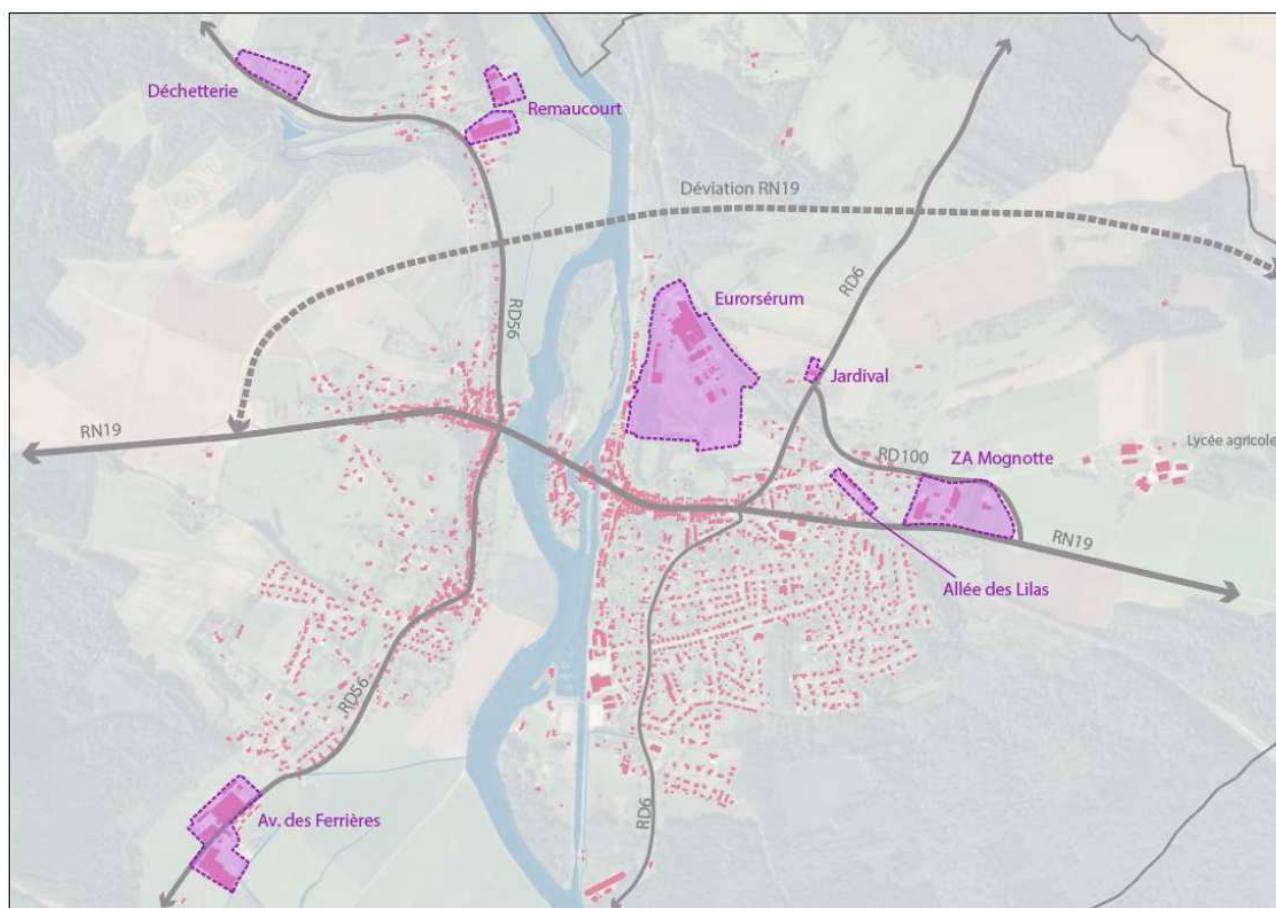 Déchetterie
Remaucourt
Déviation RN19
RD6
Eurorsérum
RD56
Jardival
RN19
Lycée agricole
RD100
ZA Mognotte
RN19
Allée des Lilas
RD56
RD6
Av. des Ferrières